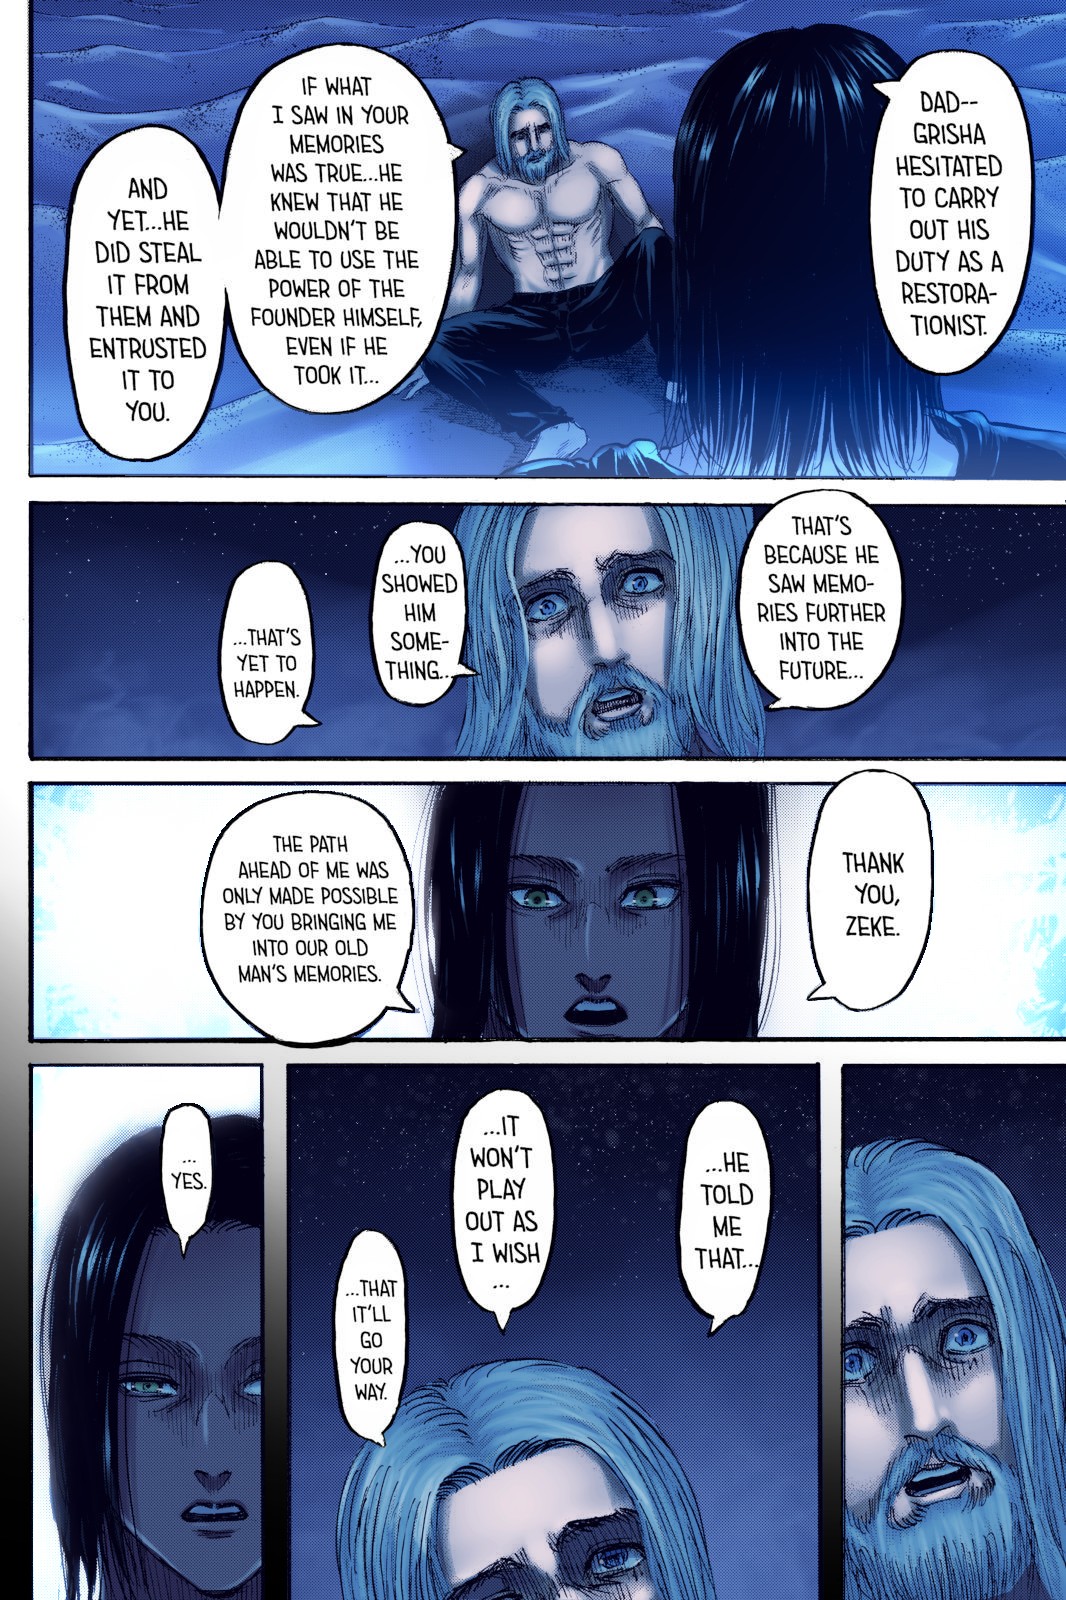 DAD--
GRISHA
HESITATED
TO CARRY
OUT HIS
DUTY AS A
RESTORA-
TIONIST.
IF WHAT
I SAW IN YOUR
MEMORIES
WAS TRUE...HE
KNEW THAT HE
WOULDN'T BE
ABLE TO USE THE
POWER OF THE
FOUNDER HIMSELF,
EVEN IF HE
TOOK IT...
AND
YET...HE
DID STEAL
IT FROM
THEM AND
ENTRUSTED
IT TO
YOU.
THAT'S
BECAUSE HE
SAW MEMO-
RIES FURTHER
INTO THE
FUTURE...
...YOU
SHOWED
HIM
SOME-
THING...
...THAT'S
YET TO
HAPPEN.
THANK
YOU,
ZEKE.
THE PATH
AHEAD OF ME WAS
ONLY MADE POSSIBLE
BY YOU BRINGING ME
INTO OUR OLD
MAN'S MEMORIES.
...HE
TOLD
ME
THAT...
...IT
WON'T
PLAY
OUT AS
I WISH
...
...THAT
IT'LL
GO
YOUR
WAY.
...
YES.